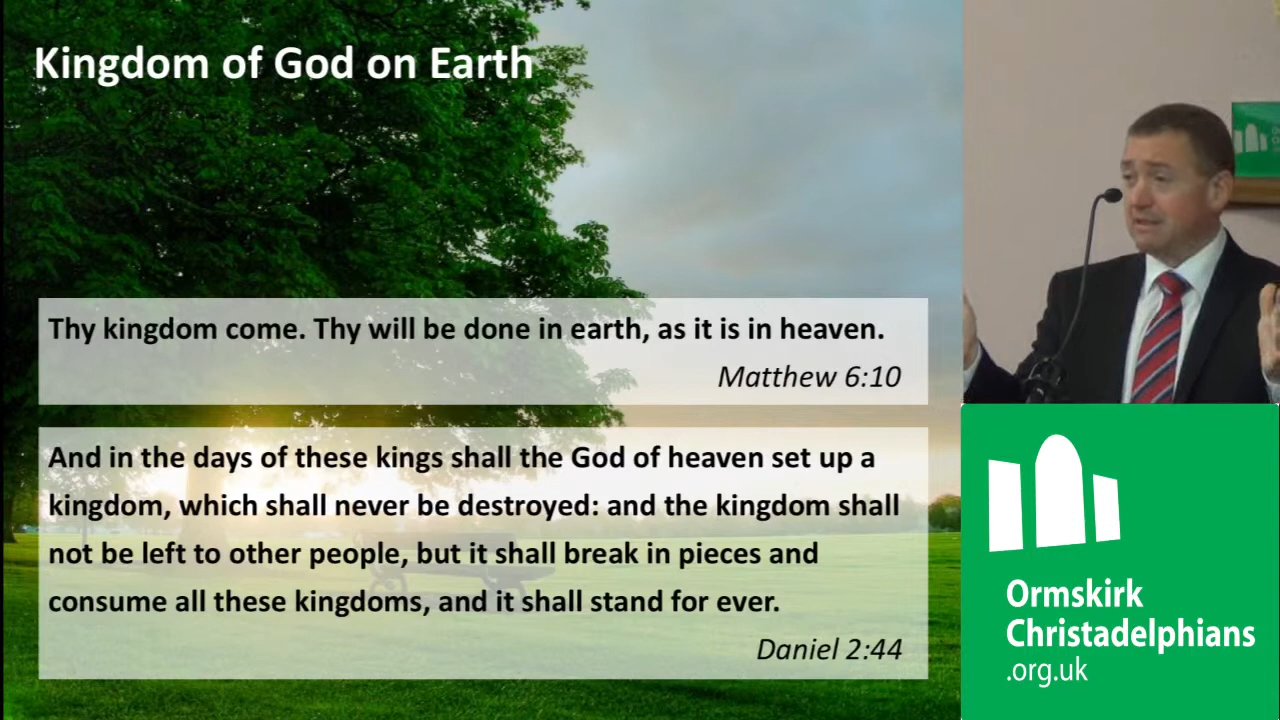 Kingdom of God on Earth
Thy kingdom come. Thy will be done in earth, as it is in heaven.
Matthew 6:10
And in the days of these kings shall the God of heaven set up a
kingdom, which shall never be destroyed: and the kingdom shall
not be left to other people, but it shall break in pieces and
consume all these kingdoms, and it shall stand for ever.
Daniel 2:44
Ormskirk
Christadelphians
.org.uk